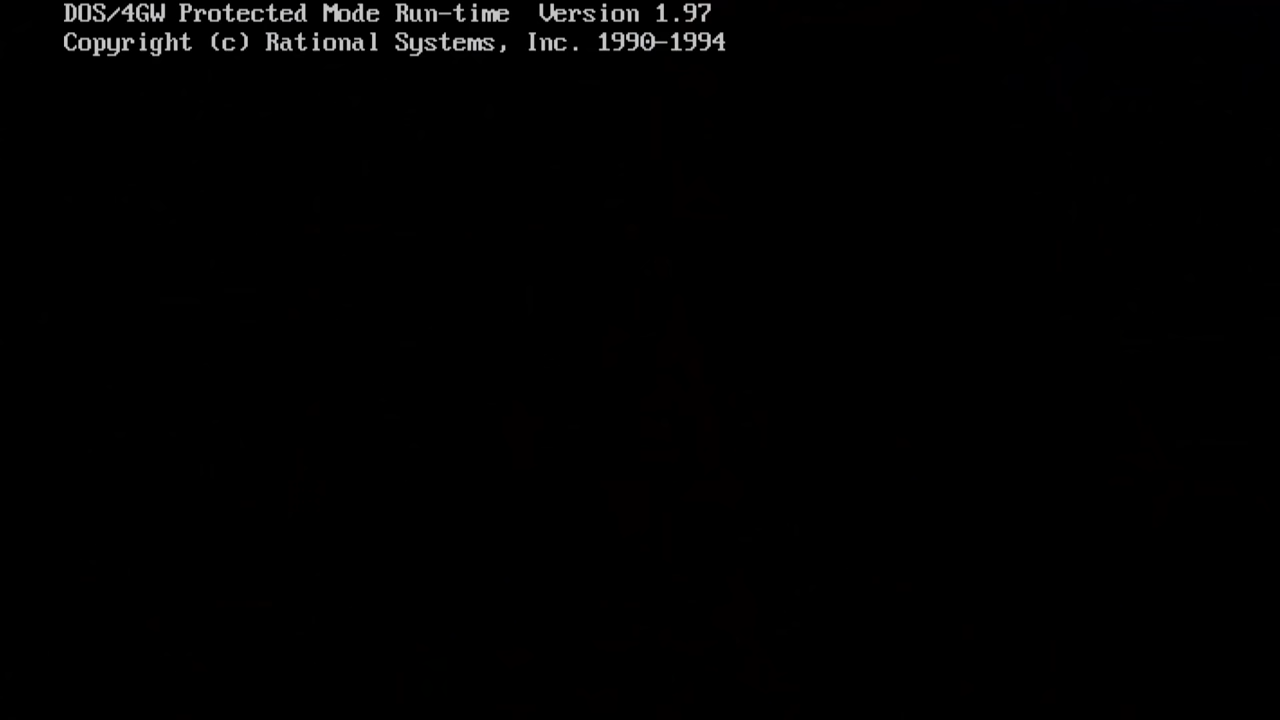 DOS/4GW Protected Mode Run-time  Version 1.97
Copyright (c) Rational Systems, Inc. 1990-1994